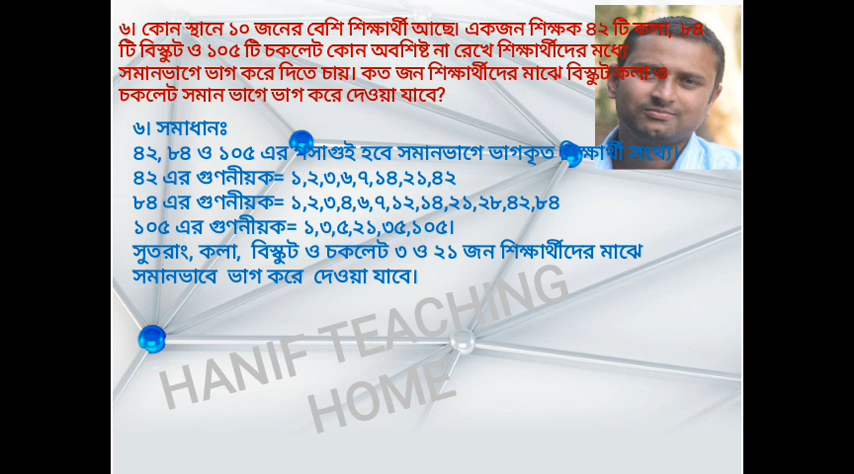 ৬। কোন স্থানে ১০ জনের বেশি শিক্ষার্থী আছে। একজন শিক্ষক ৪২ টি কলা, ৮৪
টি বিস্কুট ও ১০৫ টি চকলেট কোন অবশিষ্ট না রেখে শিক্ষার্থীদের মধ্যে
সমানভাগে ভাগ করে দিতে চায়। কত জন শিক্ষার্থীদের মাঝে বিস্কুট কলা ও
চকলেট সমান ভাগে ভাগ করে দেওয়া যাবে?
৬। সমাধানঃ
৪২, ৮৪ ও ১০৫ এর গসাগুই হবে সমানভাগে ভাগকৃত শিক্ষার্থী সংখ্যা।
৪২ এর গুণনীয়ক= ১,২,৩,৬,৭,১৪,২১,৪২
৮৪ এর গুণনীয়ক= ১,২,৩,৪,৬,৭,১২,১৪,২১,২৮,৪২,৮৪
১০৫ এর গুণনীয়ক= ১,৩,৫,২১,৩৫,১০৫।
সুতরাং, কলা, বিস্কুট ও চকলেট ৩ ও ২১ জন শিক্ষার্থীদের মাঝে
সমানভাবে ভাগ করে দেওয়া যাবে।
HANIF TEACHING
HOME